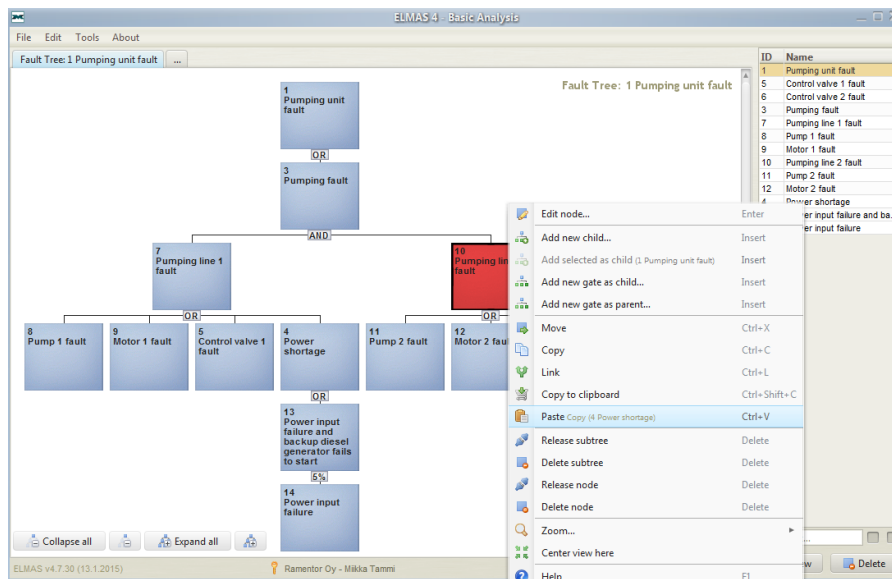 ELMAS 4 - Basic Analysis
File Edit Tools About
Fault Tree: 1 Pumping unit fault ...
Fault Tree: 1 Pumping unit fault
1
Pumping unit
fault
OR
3
Pumping fault
AND
7
Pumping line 1
fault
10
Pumping lin
fault
OR
OR
8
Pump 1 fault
9
Motor 1 fault
5
Control valve 1
fault
4
Power
shortage
11
Pump 2 fault
12
Motor 2 fau
OR
13
Power input
failure and
backup diesel
generator fails
to start
5%
14
Power input
failure
Edit node... Enter
Add new child... Insert
Add selected as child (1 Pumping unit fault) Insert
Add new gate as child... Insert
Add new gate as parent... Insert
Move Ctrl+X
Copy Ctrl+C
Link Ctrl+L
Copy to clipboard Ctrl+Shift+C
Paste Copy (4 Power shortage) Ctrl+V
Release subtree Delete
Delete subtree Delete
Release node Delete
Delete node Delete
Zoom...
Center view here
Help F1
ID Name
1 Pumping unit fault
5 Control valve 1 fault
6 Control valve 2 fault
3 Pumping fault
7 Pumping line 1 fault
8 Pump 1 fault
9 Motor 1 fault
10 Pumping line 2 fault
11 Pump 2 fault
12 Motor 2 fault
4 Power shortage
er input failure and ba...
er input failure
Collapse all
Expand all
...
w
Delete
ELMAS v4.7.30 (13.1.2015)
Ramentor Oy - Miikka Tammi